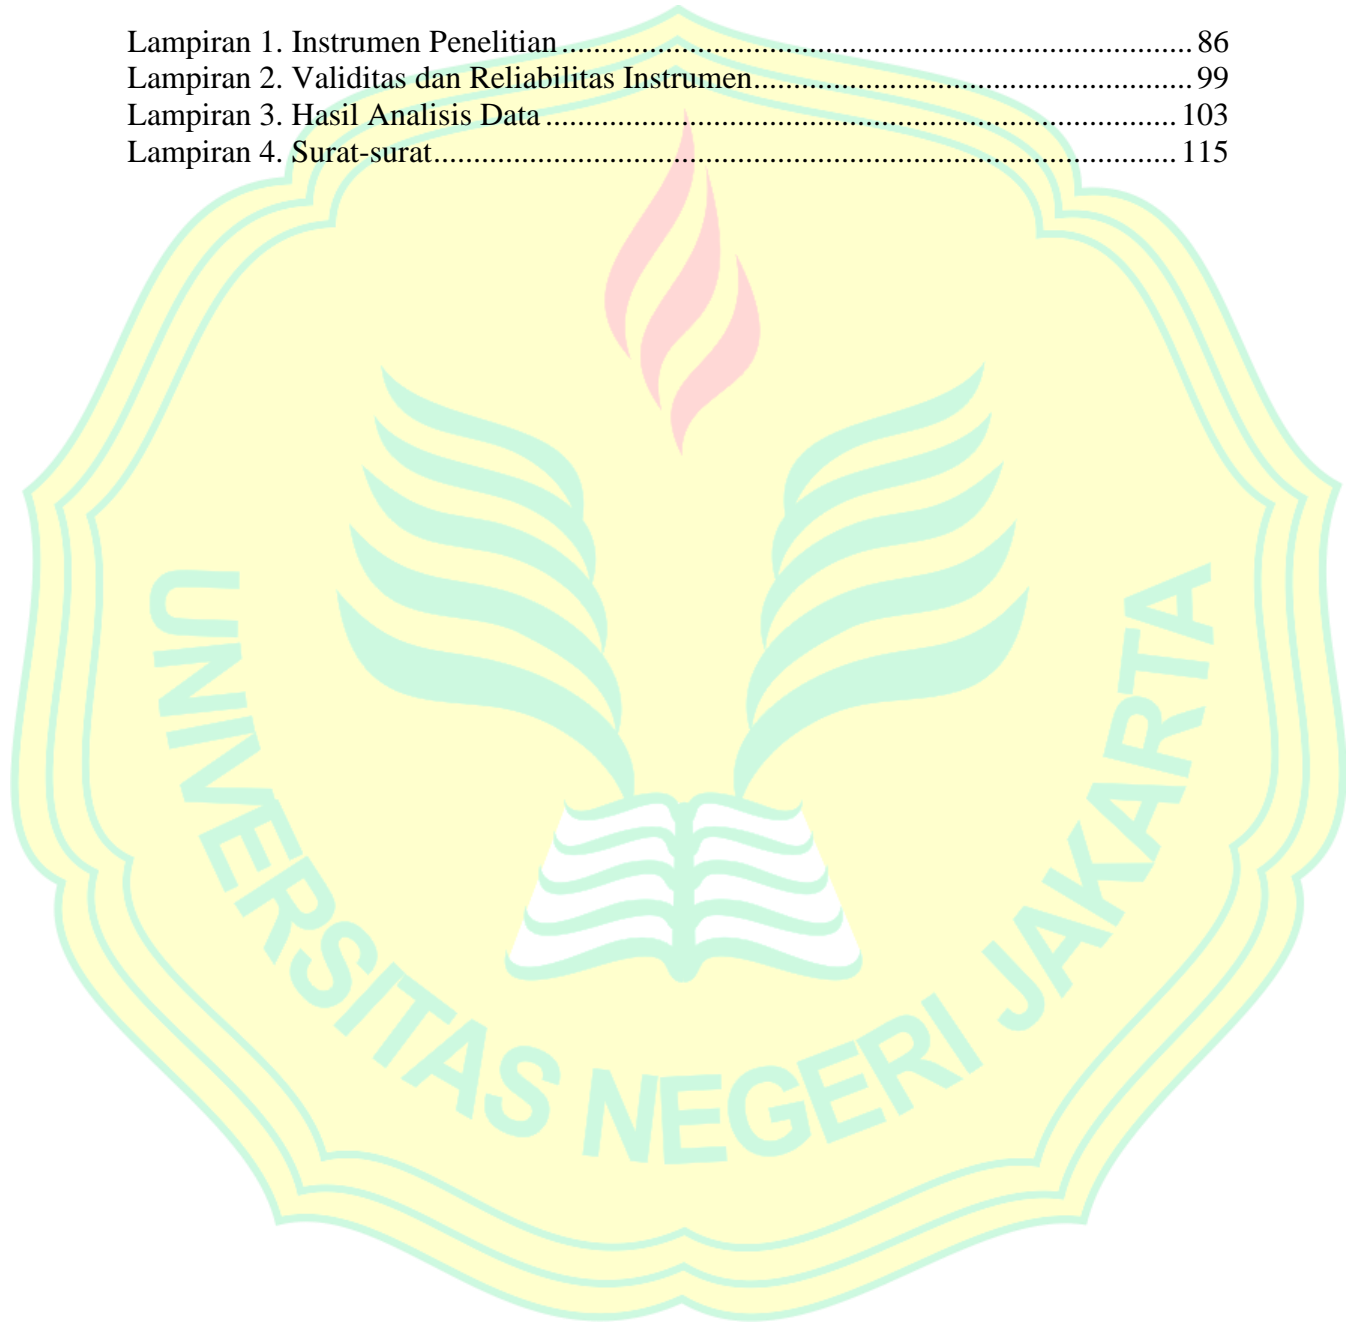 Lampiran 1. Instrumen Penelitian ................................................................................ 86
Lampiran 2. Validitas dan Reliabilitas Instrumen........................................................ 99
Lampiran 3. Hasil Analisis Data ................................................................................ 103
Lampiran 4. Surat-surat............................................................................................... 115
UNIVERSITAS NEGERI JAKARTA